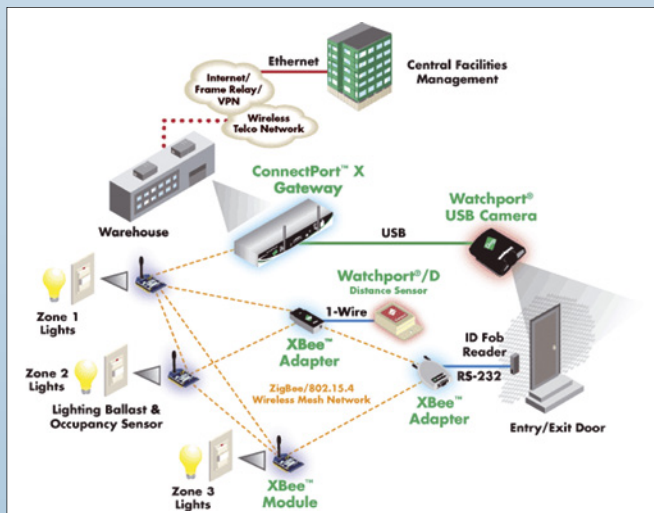 Ethernet
Central Facilities
Management
Internet/
Frame Relay/
VPN
Wireless
Telco Network
ConnectPort™ X
Gateway
Warehouse
Watchport®
USB Camera
USB
Watchport®/D
Distance Sensor
1-Wire
Zone 1
Lights
XBee™
Adapter
ID Fob
Reader
RS-232
Zone 2
Lights
Lighting Ballast &
Occupancy Sensor
ZigBee/802.15.4
Wireless Mesh Network
XBee™
Adapter
Entry/Exit Door
Zone 3
Lights
XBee™
Module